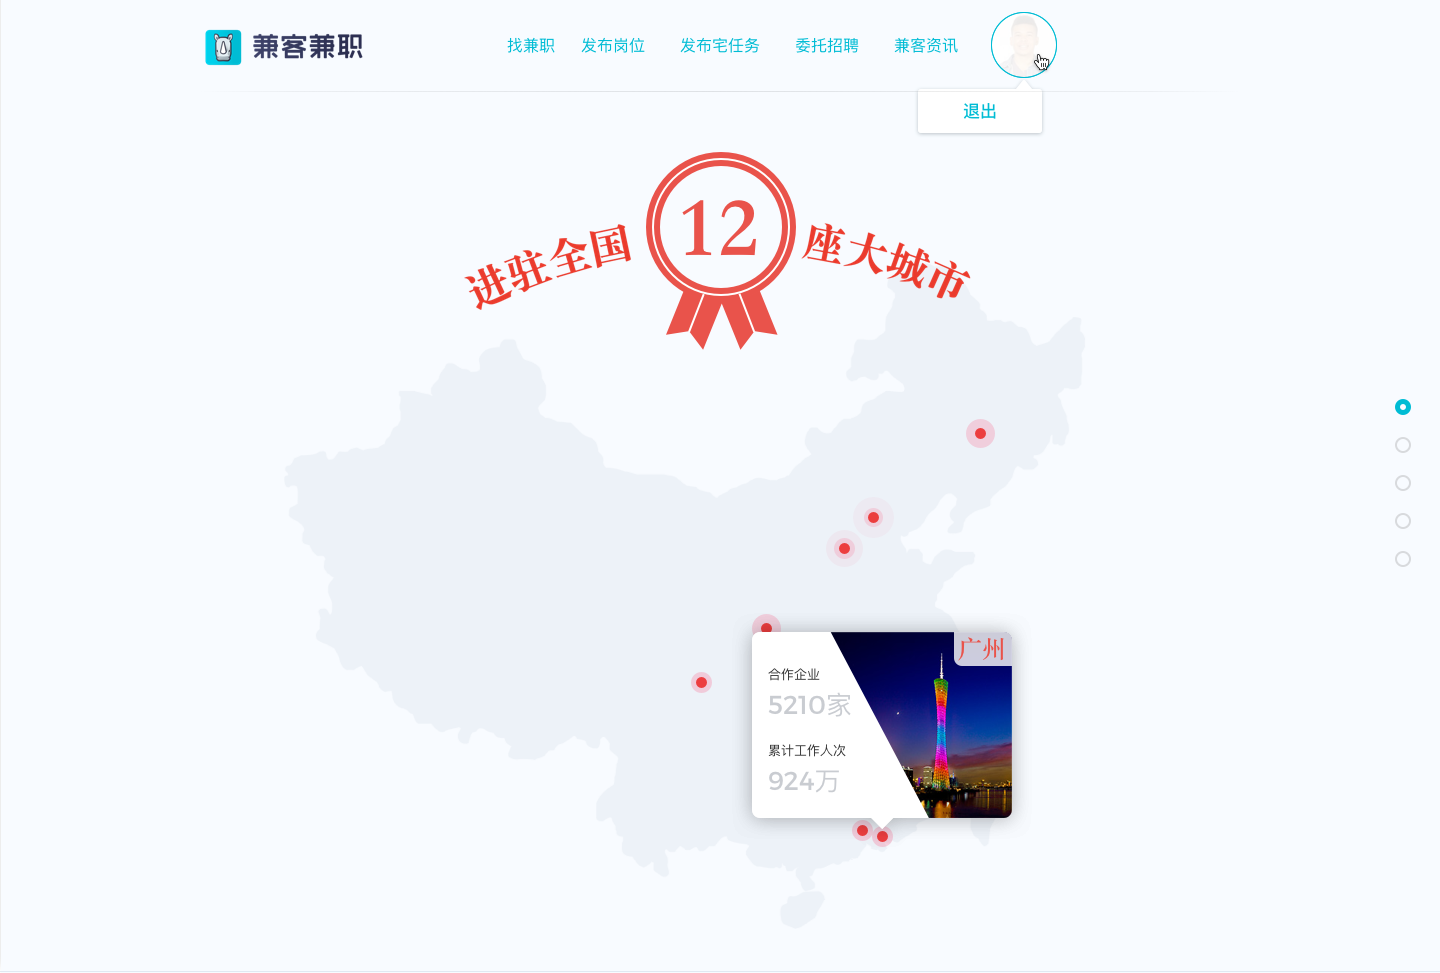 兼客兼职
找兼职 发布岗位 发布宅任务 委托招聘 兼客资讯
退出
进驻全国 12 座大城市
广州
合作企业
5210家
累计工作人次
924万